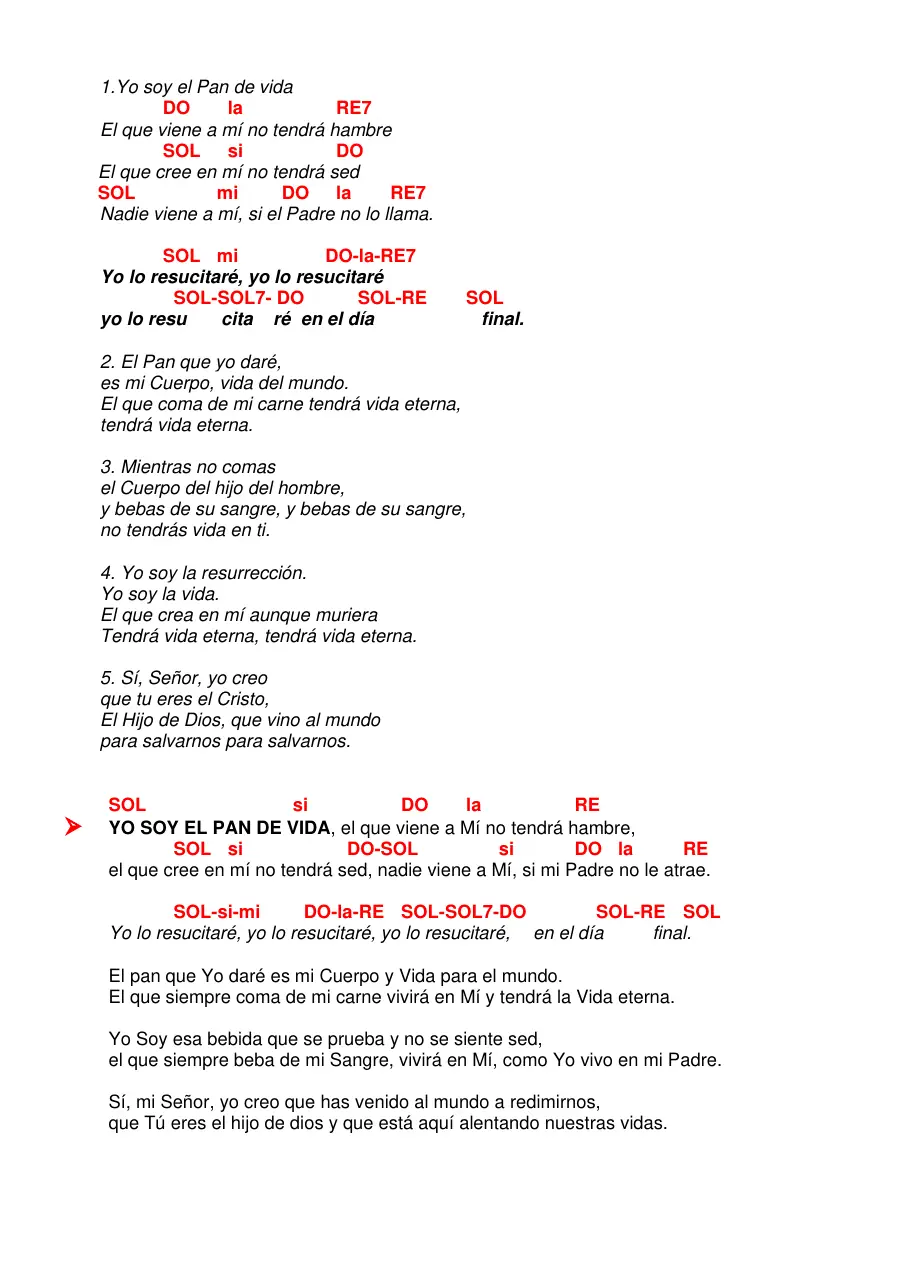 1.Yo soy el Pan de vida
DO la RE7
El que viene a mí no tendrá hambre
SOL si DO
El que cree en mí no tendrá sed
SOL mi DO la RE7
Nadie viene a mí, si el Padre no lo llama.
SOL mi DO-la-RE7
Yo lo resucitaré, yo lo resucitaré
SOL-SOL7- DO SOL-RE SOL
yo lo resu cita ré en el día final.
2. El Pan que yo daré,
es mi Cuerpo, vida del mundo.
El que coma de mi carne tendrá vida eterna,
tendrá vida eterna.
3. Mientras no comas
el Cuerpo del hijo del hombre,
y bebas de su sangre, y bebas de su sangre,
no tendrás vida en ti.
4. Yo soy la resurrección.
Yo soy la vida.
El que crea en mí aunque muriera
Tendrá vida eterna, tendrá vida eterna.
5. Sí, Señor, yo creo
que tu eres el Cristo,
El Hijo de Dios, que vino al mundo
para salvarnos para salvarnos.
SOL si DO la RE
YO SOY EL PAN DE VIDA, el que viene a Mí no tendrá hambre,
SOL si DO-SOL si DO la RE
el que cree en mí no tendrá sed, nadie viene a Mí, si mi Padre no le atrae.
SOL-si-mi DO-la-RE SOL-SOL7-DO SOL-RE SOL
Yo lo resucitaré, yo lo resucitaré, yo lo resucitaré, en el día final.
El pan que Yo daré es mi Cuerpo y Vida para el mundo.
El que siempre coma de mi carne vivirá en Mí y tendrá la Vida eterna.
Yo Soy esa bebida que se prueba y no se siente sed,
el que siempre beba de mi Sangre, vivirá en Mí, como Yo vivo en mi Padre.
Sí, mi Señor, yo creo que has venido al mundo a redimirnos,
que Tú eres el hijo de dios y que está aquí alentando nuestras vidas.